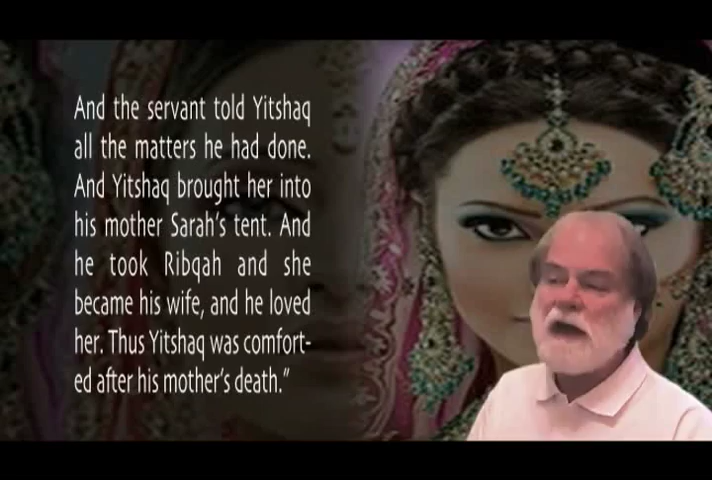 And the servant told Yitshaq
all the matters he had done.
And Yitshaq brought her into
his mother Sarah's tent. And
he took Ribqah and she
became his wife, and he loved
her. Thus Yitshaq was comfort-
ed after his mother's death.”